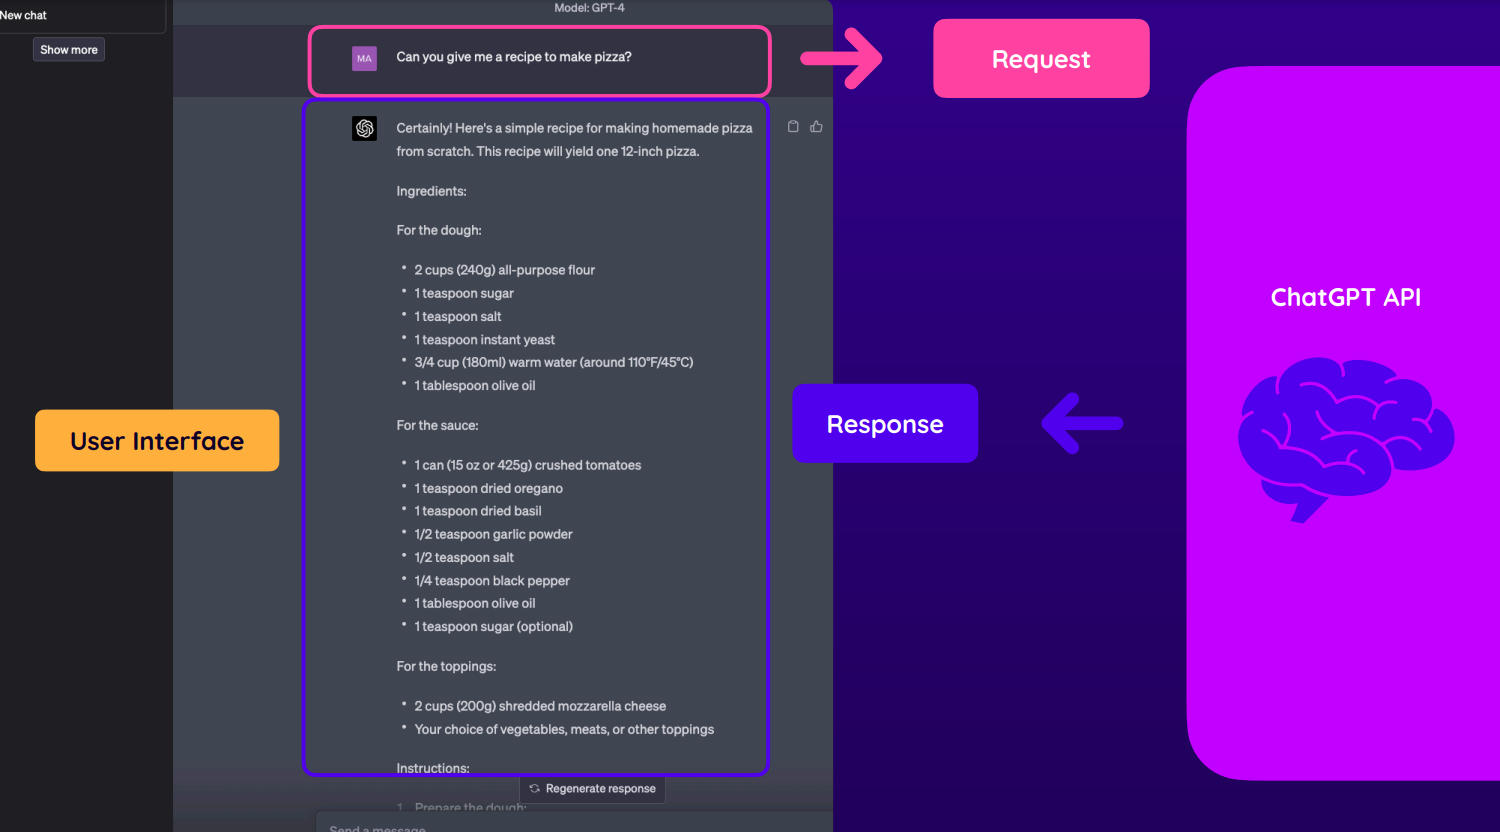 New chat
Show more
Model: GPT-4
MA
Can you give me a recipe to make pizza?
Request
Certainly! Here's a simple recipe for making homemade pizza
from scratch. This recipe will yield one 12-inch pizza.
Ingredients:
For the dough:
• 2 cups (240g) all-purpose flour
• 1 teaspoon sugar
• 1 teaspoon salt
• 1 teaspoon instant yeast
• 3/4 cup (180ml) warm water (around 110°F/45°C)
• 1 tablespoon olive oil
For the sauce:
• 1 can (15 oz or 425g) crushed tomatoes
• 1 teaspoon dried oregano
• 1 teaspoon dried basil
• 1/2 teaspoon garlic powder
• 1/2 teaspoon salt
• 1/4 teaspoon black pepper
• 1 tablespoon olive oil
• 1 teaspoon sugar (optional)
For the toppings:
• 2 cups (200g) shredded mozzarella cheese
• Your choice of vegetables, meats, or other toppings
Instructions:
Regenerate response
1. Prepare the dough:
Send a message
User Interface
Response
ChatGPT API